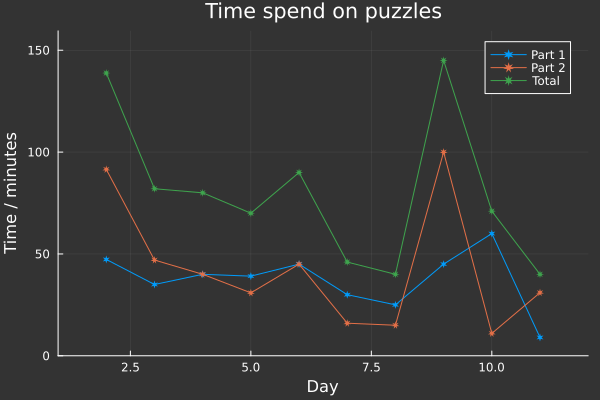 Time spend on puzzles
Part 1
Part 2
Total
150
100
50
0
2.5 5.0 7.5 10.0
Day
Time / minutes